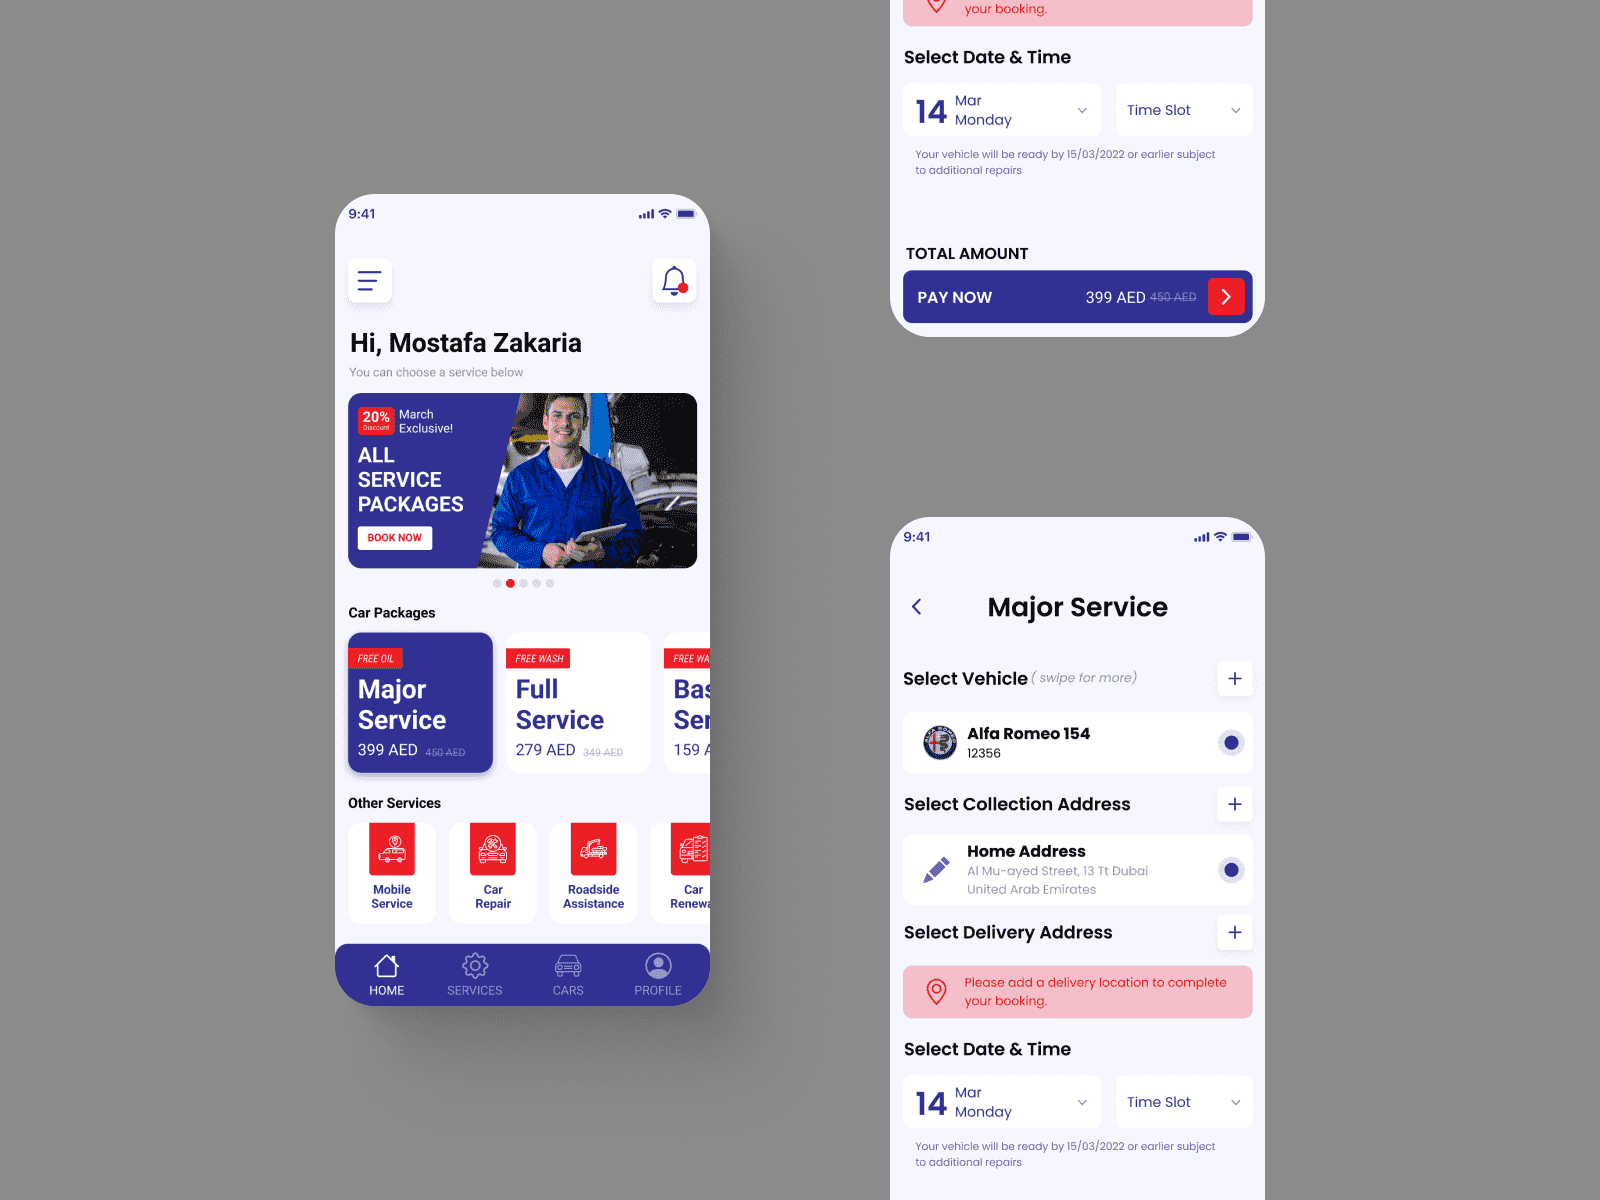 9:41
Hi, Mostafa Zakaria
You can choose a service below
20%
Discount
March
Exclusive!
ALL
SERVICE
PACKAGES
BOOK NOW
Car Packages
FREE OIL
Major
Service
399 AED 450 AED
FREE WASH
Full
Service
279 AED 349 AED
FREE WA
Bas
Ser
159 A
Other Services
Mobile
Service
Car
Repair
Roadside
Assistance
Car
Renewa
HOME
SERVICES
CARS
PROFILE
your booking.
Select Date & Time
14
Mar
Monday
Time Slot
Your vehicle will be ready by 15/03/2022 or earlier subject
to additional repairs
TOTAL AMOUNT
PAY NOW 399 AED 450 AED
9:41
Major Service
Select Vehicle ( swipe for more)
Alfa Romeo 154
12356
Select Collection Address
Home Address
Al Mu-ayed Street, 13 Tt Dubai
United Arab Emirates
Select Delivery Address
Please add a delivery location to complete
your booking.
Select Date & Time
14
Mar
Monday
Time Slot
Your vehicle will be ready by 15/03/2022 or earlier subject
to additional repairs